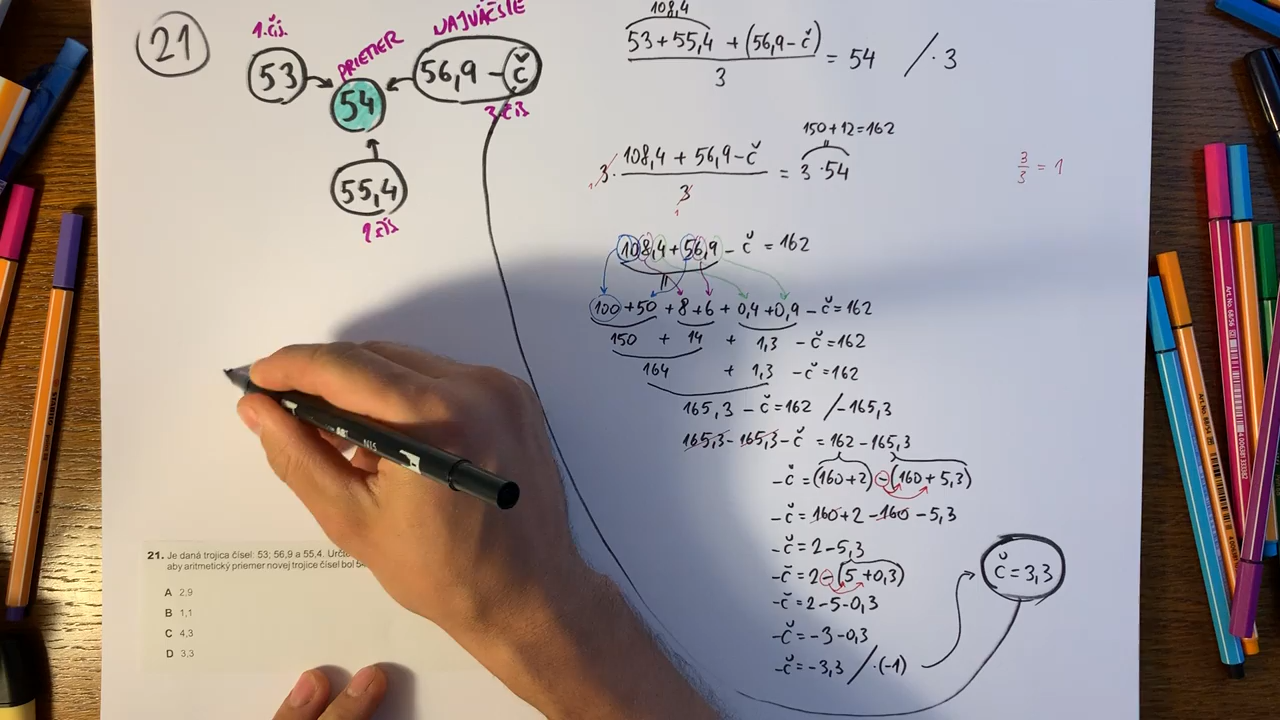 21
1.čís.
53
PRIEMER
54
NAJVÄČŠIE
56,9 - č
3.čís
55,4
2.čís
108,4
53+55,4 + (56,9-č)
3
= 54 / ·3
150+12=162
3· 108,4 + 56,9-č
3
= 3·54
1
1
3
3
= 1
108,4+56,9 - č = 162
100+50 +8+6 + 0,4+0,9 - č=162
150 + 14 + 1,3 - č=162
164 + 1,3 - č=162
165,3 - č=162 /-165,3
165,3-165,3-č = 162-165,3
-č=(160+2)-(160+5,3)
-č=160+2-160-5,3
-č=2-5,3
-č=2-(5+0,3)
-č=2-5-0,3
-č=-3-0,3
-č=-3,3 /·(-1)
č=3,3
21. Je daná trojica čísel: 53; 56,9 a 55,4.
aby aritmetický priemer novej trojice čísel bol
A 2,9
B 1,1
C 4,3
D 3,3